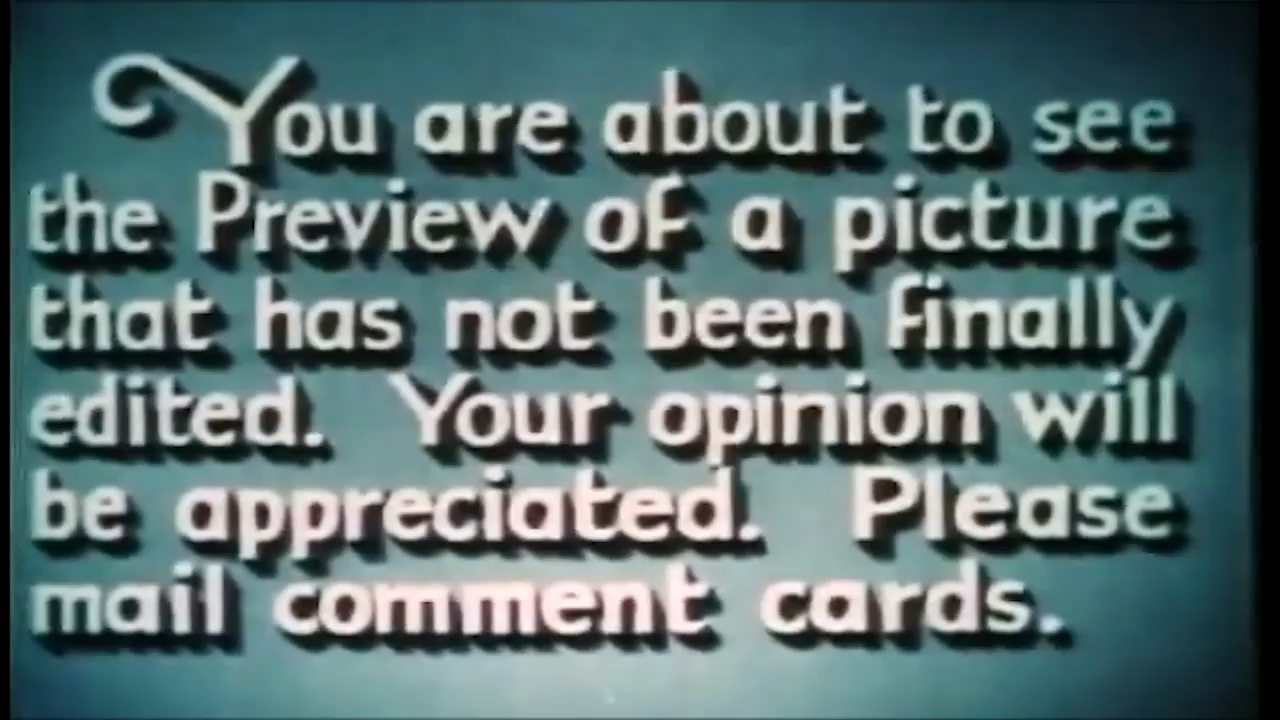 You are about to see
the Preview of a picture
that has not been finally
edited. Your opinion will
be appreciated. Please
mail comment cards.